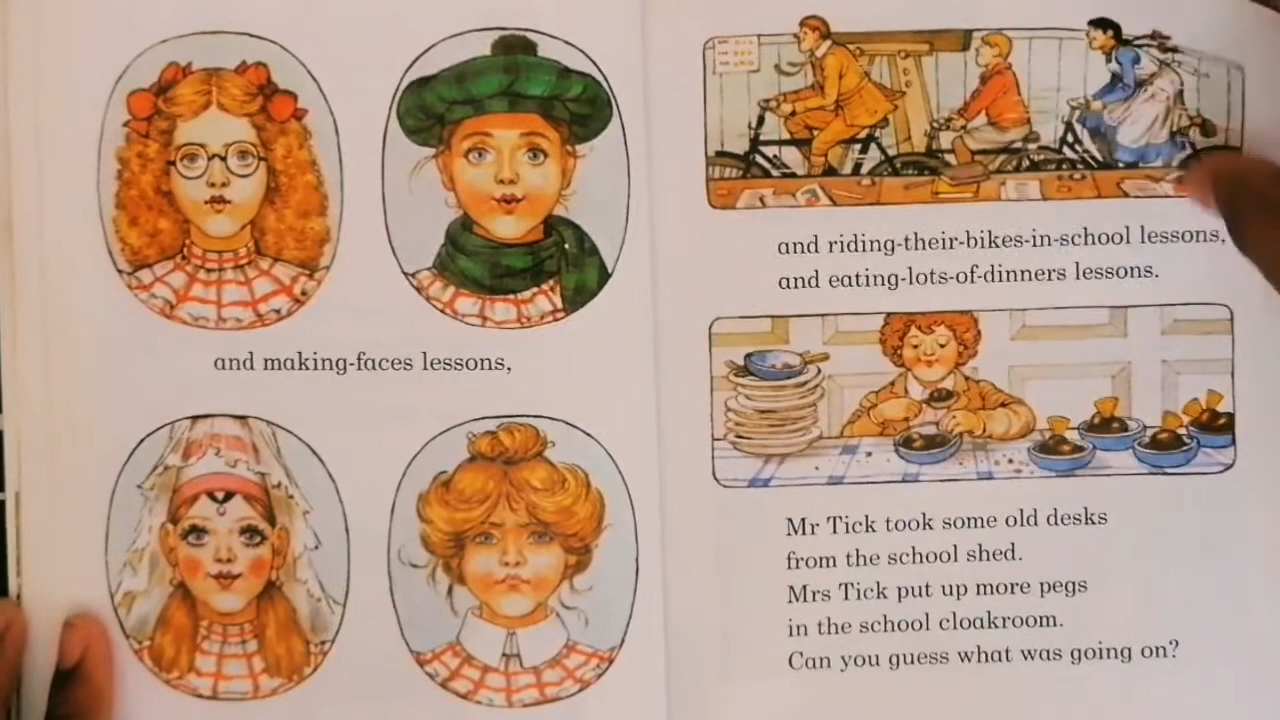 and making-faces lessons,
and riding-their-bikes-in-school lessons,
and eating-lots-of-dinners lessons.
Mr Tick took some old desks
from the school shed.
Mrs Tick put up more pegs
in the school cloakroom.
Can you guess what was going on?